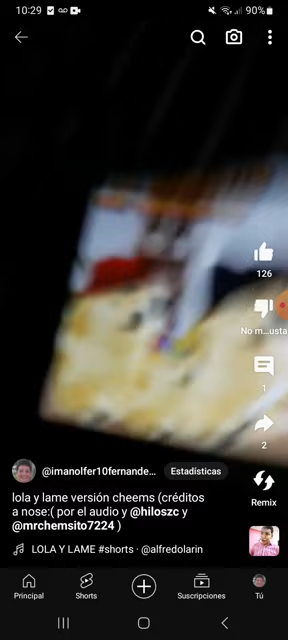 10:29
90%
126
No m...usta
1
2
@imanolfer10fernande...
Estadísticas
lola y lame versión cheems (créditos
a nose:( por el audio y @hiloszc y
@mrchemsito7224 )
Remix
LOLA Y LAME #shorts · @alfredolarin
Principal
Shorts
Suscripciones
Tú